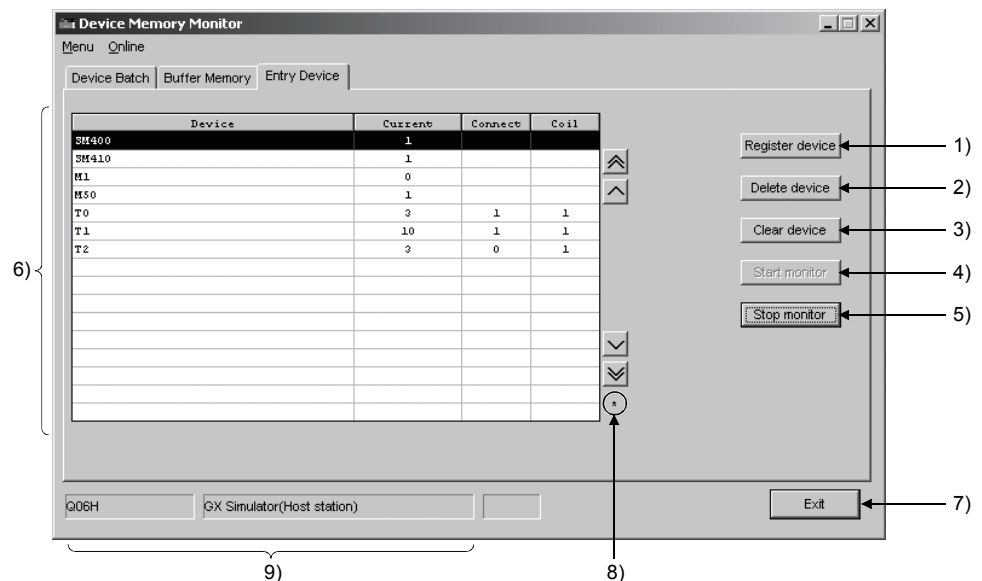 Device Memory Monitor
Menu Online
Device Batch Buffer Memory Entry Device
Device Current Connect Coil
SM400 1
SM410 1
M1 0
M50 1
T0 3 1 1
T1 10 1 1
T2 3 0 1
*
Register device
Delete device
Clear device
Start monitor
Stop monitor
Q06H GX Simulator(Host station)
Exit
1)
2)
3)
4)
5)
6)
7)
8)
9)